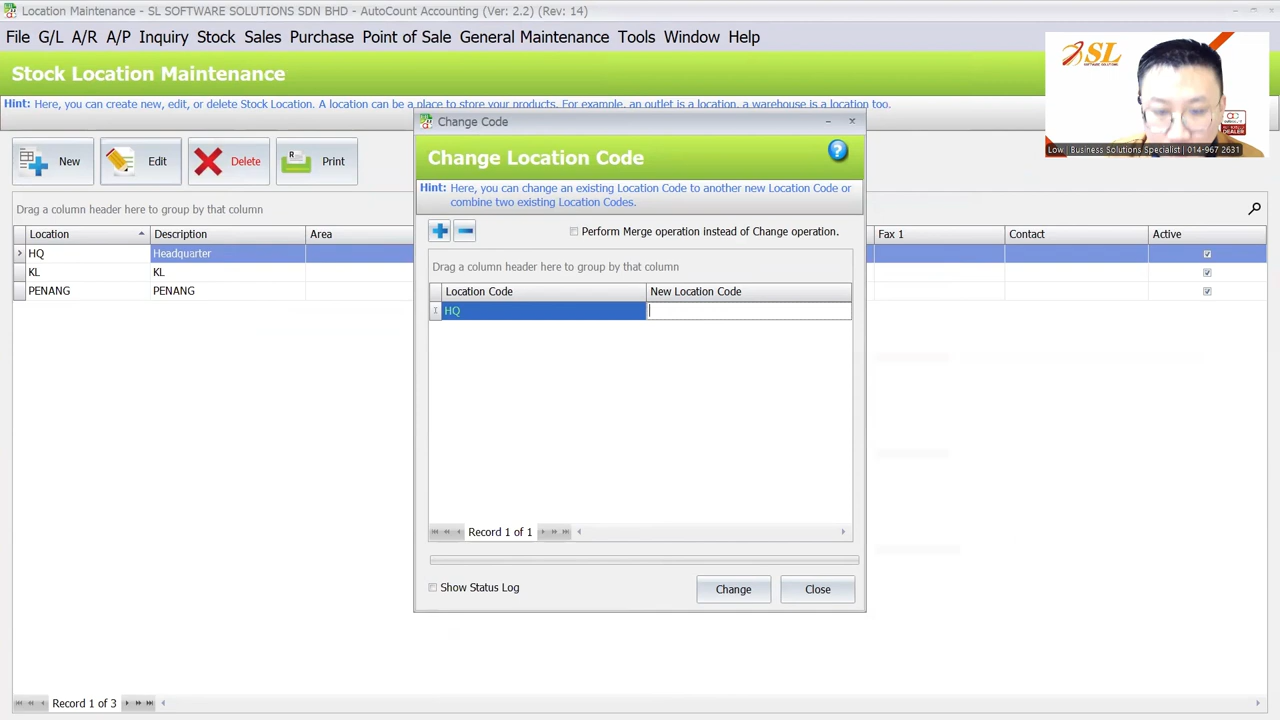 Location Maintenance - SL SOFTWARE SOLUTIONS SDN BHD - AutoCount Accounting (Ver: 2.2) (Rev: 14)
File G/L A/R A/P Inquiry Stock Sales Purchase Point of Sale General Maintenance Tools Window Help
Stock Location Maintenance
Hint: Here, you can create new, edit, or delete Stock Location. A location can be a place to store your products. For example, an outlet is a location, a warehouse is a location too.
SL
SOFTWARE SOLUTIONS
DEALER
Low | Business Solutions Specialist | 014-967 2631
New Edit Delete Print
Drag a column header here to group by that column
Location Description Area Fax 1 Contact Active
HQ Headquarter
KL KL
PENANG PENANG
Change Code
Change Location Code
Hint: Here, you can change an existing Location Code to another new Location Code or
combine two existing Location Codes.
Perform Merge operation instead of Change operation.
Drag a column header here to group by that column
Location Code New Location Code
HQ
Record 1 of 1
Show Status Log Change Close
Record 1 of 3